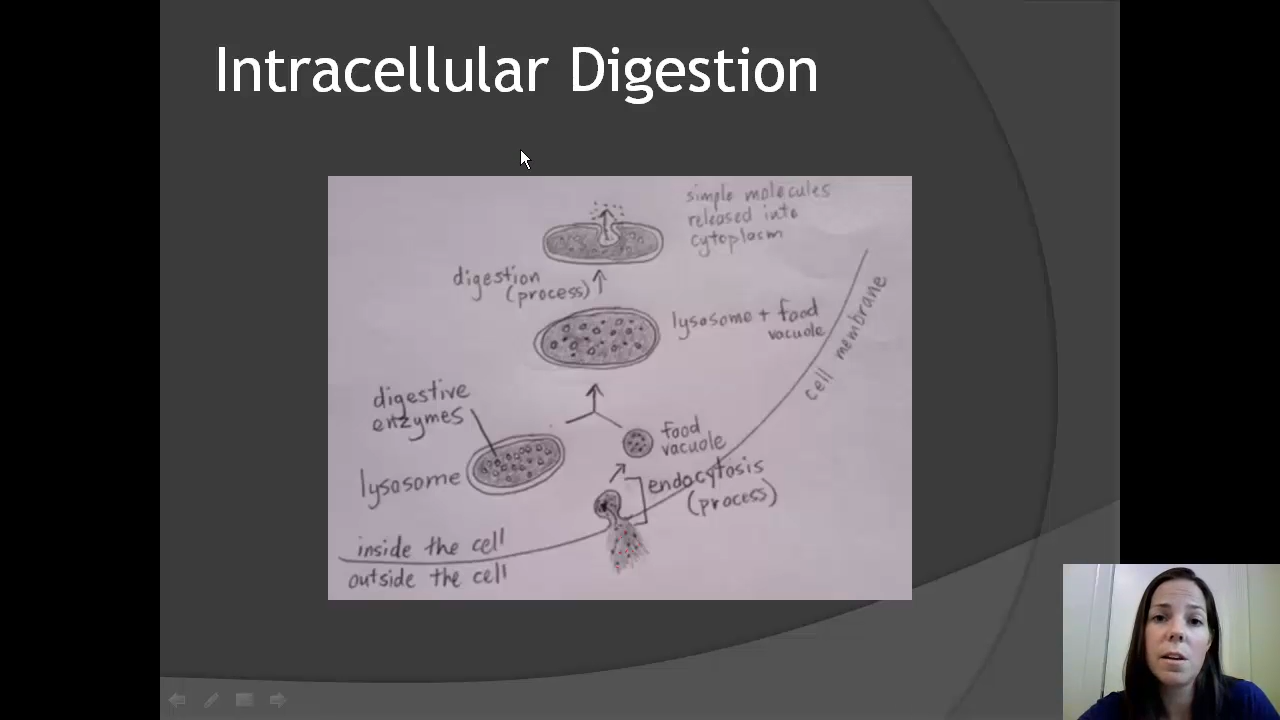 Intracellular Digestion
simple molecules
released into
cytoplasm
digestion
(process)
lysosome + food
vacuole
cell membrane
digestive
enzymes
food
vacuole
lysosome
endocytosis
(process)
inside the cell
outside the cell